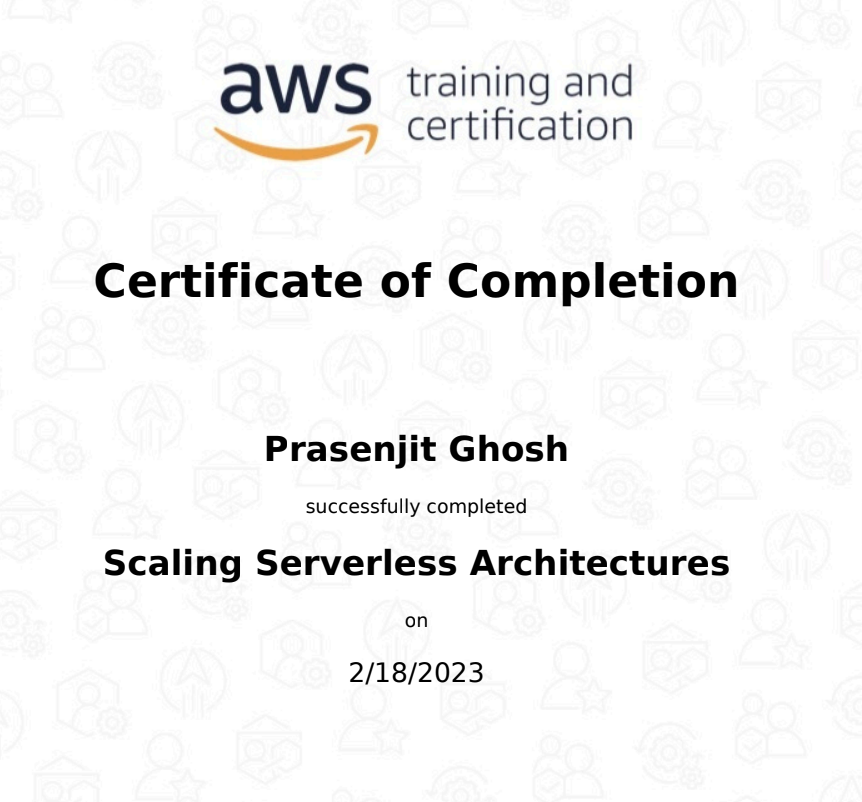 aws training and
certification
Certificate of Completion
Prasenjit Ghosh
successfully completed
Scaling Serverless Architectures
on
2/18/2023